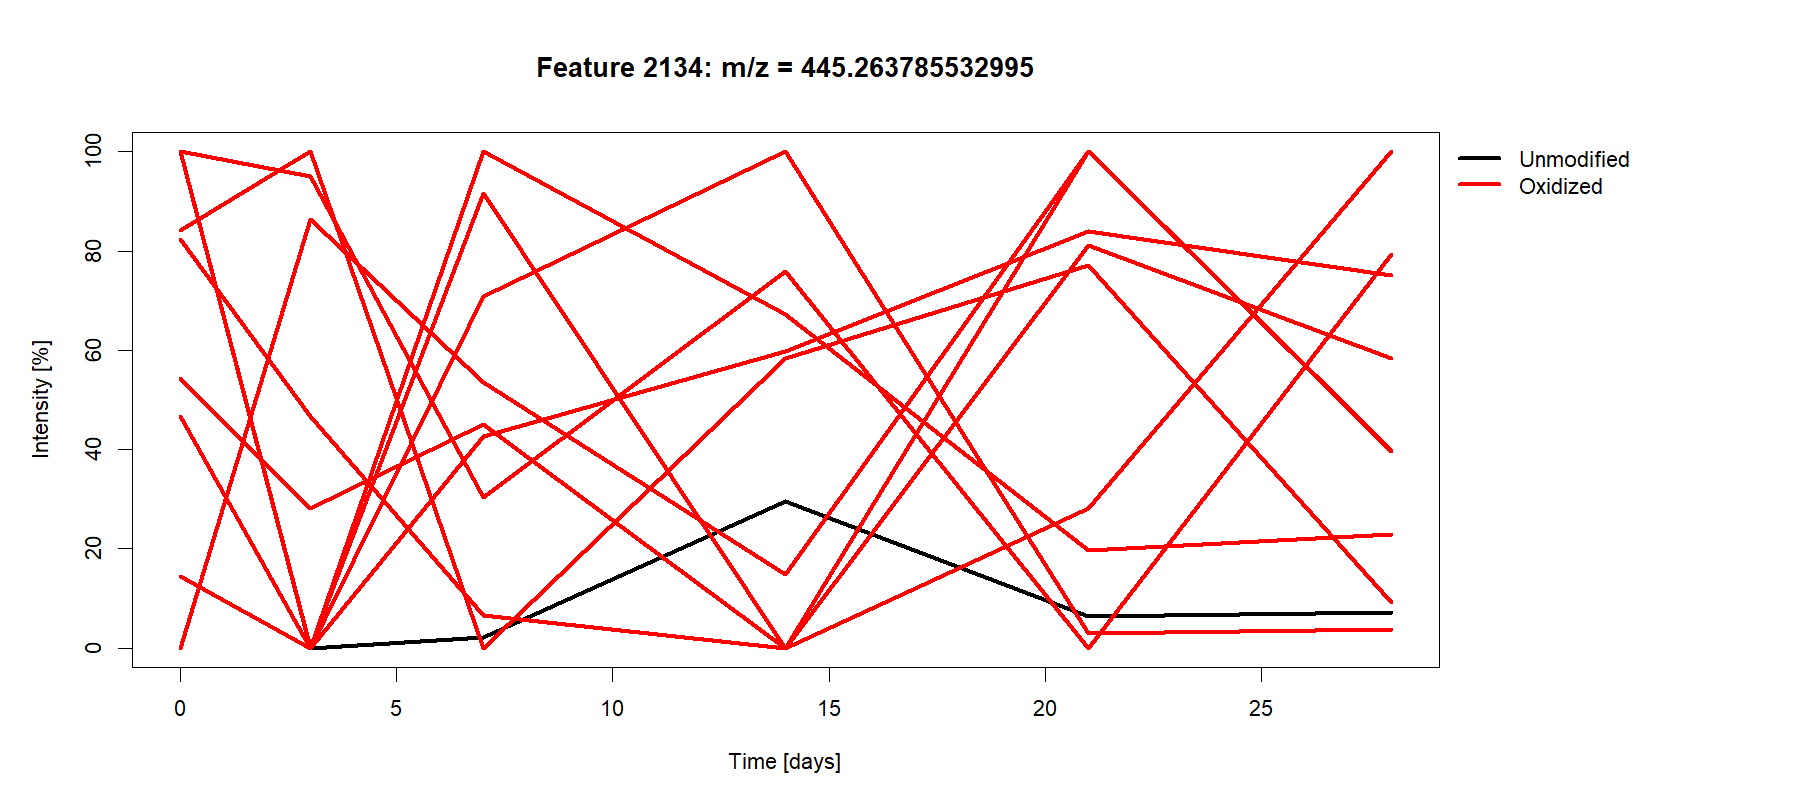 Feature 2134: m/z = 445.263785532995
Unmodified
Oxidized
Intensity [%]
100
80
60
40
20
0
0 5 10 15 20 25
Time [days]